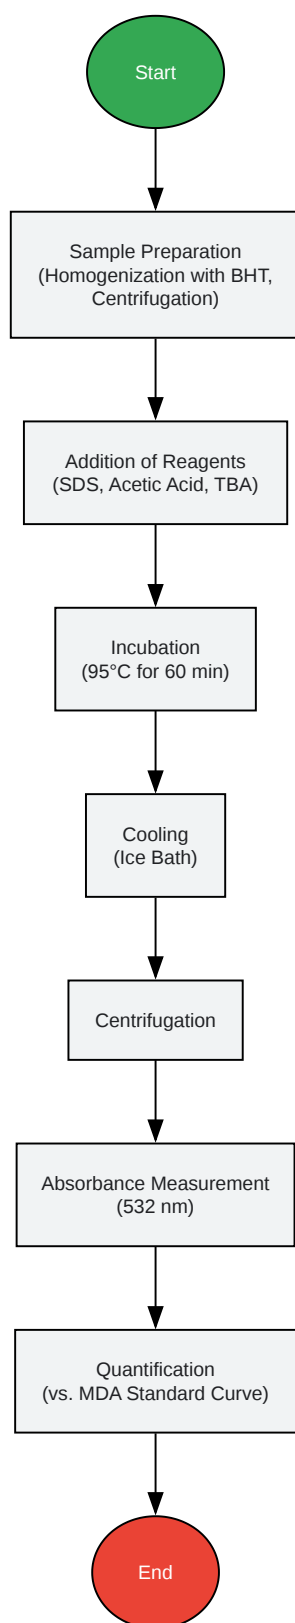 Start
Sample Preparation
(Homogenization with BHT,
Centrifugation)
Addition of Reagents
(SDS, Acetic Acid, TBA)
Incubation
(95°C for 60 min)
Cooling
(Ice Bath)
Centrifugation
Absorbance Measurement
(532 nm)
Quantification
(vs. MDA Standard Curve)
End